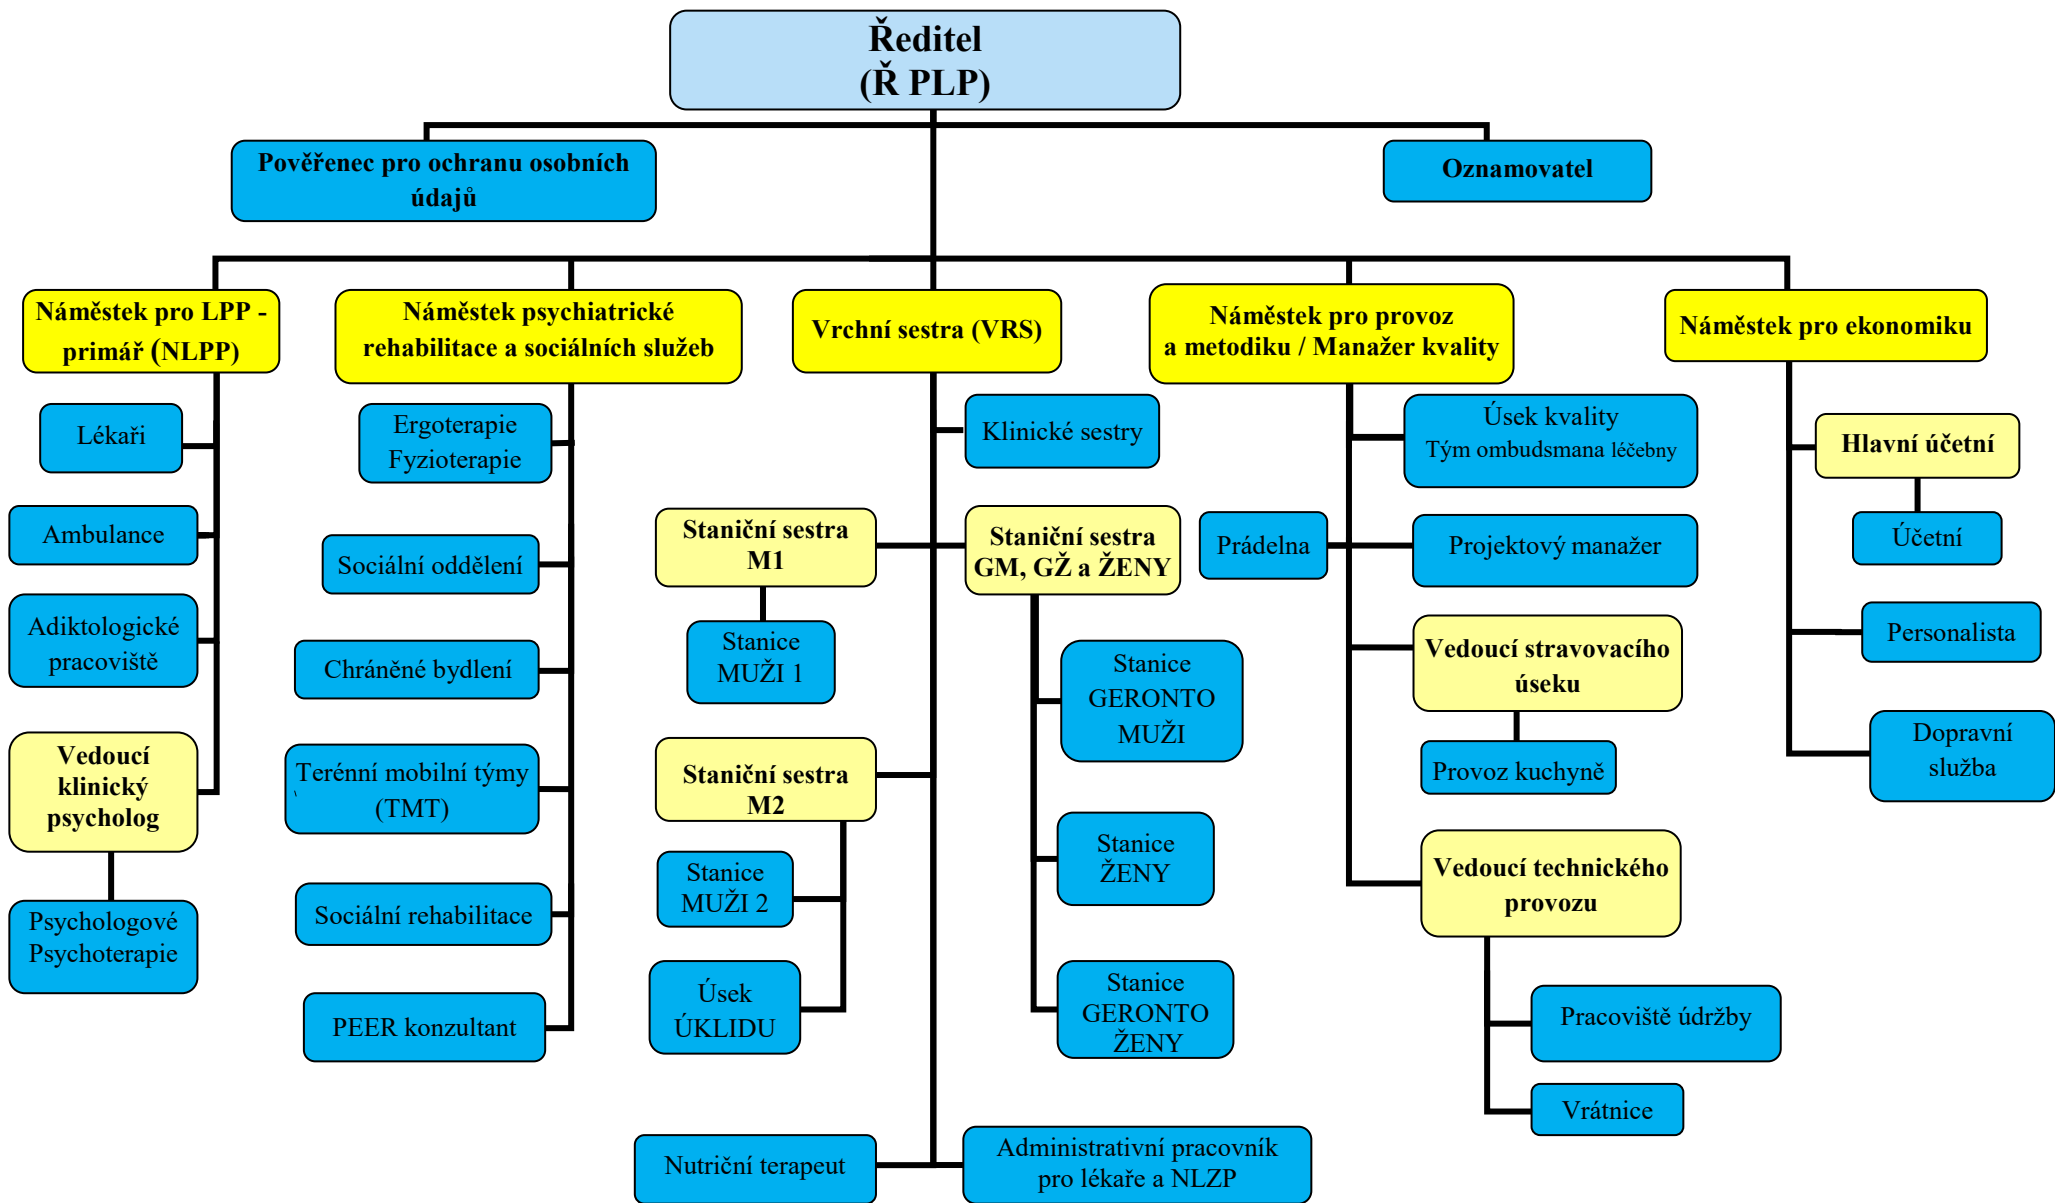 Ředitel
(Ř PLP)
Pověřenec pro ochranu osobních
údajů
Oznamovatel
Náměstek pro LPP -
primář (NLPP)
Náměstek psychiatrické
rehabilitace a sociálních služeb
Vrchní sestra (VRS)
Náměstek pro provoz
a metodiku / Manažer kvality
Náměstek pro ekonomiku
Lékaři
Ambulance
Adiktologické
pracoviště
Vedoucí
klinický
psycholog
Psychologové
Psychoterapie
Ergoterapie
Fyzioterapie
Sociální oddělení
Chráněné bydlení
Terénní mobilní týmy
(TMT)
\
Sociální rehabilitace
PEER konzultant
Klinické sestry
Staniční sestra
M1
Stanice
MUŽI 1
Staniční sestra
M2
Stanice
MUŽI 2
Úsek
ÚKLIDU
Staniční sestra
GM, GŽ a ŽENY
Stanice
GERONTO
MUŽI
Stanice
ŽENY
Stanice
GERONTO
ŽENY
Nutriční terapeut
Administrativní pracovník
pro lékaře a NLZP
Úsek kvality
Tým ombudsmana léčebny
Prádelna
Projektový manažer
Vedoucí stravovacího
úseku
Provoz kuchyně
Vedoucí technického
provozu
Pracoviště údržby
Vrátnice
Hlavní účetní
Účetní
Personalista
Dopravní
služba